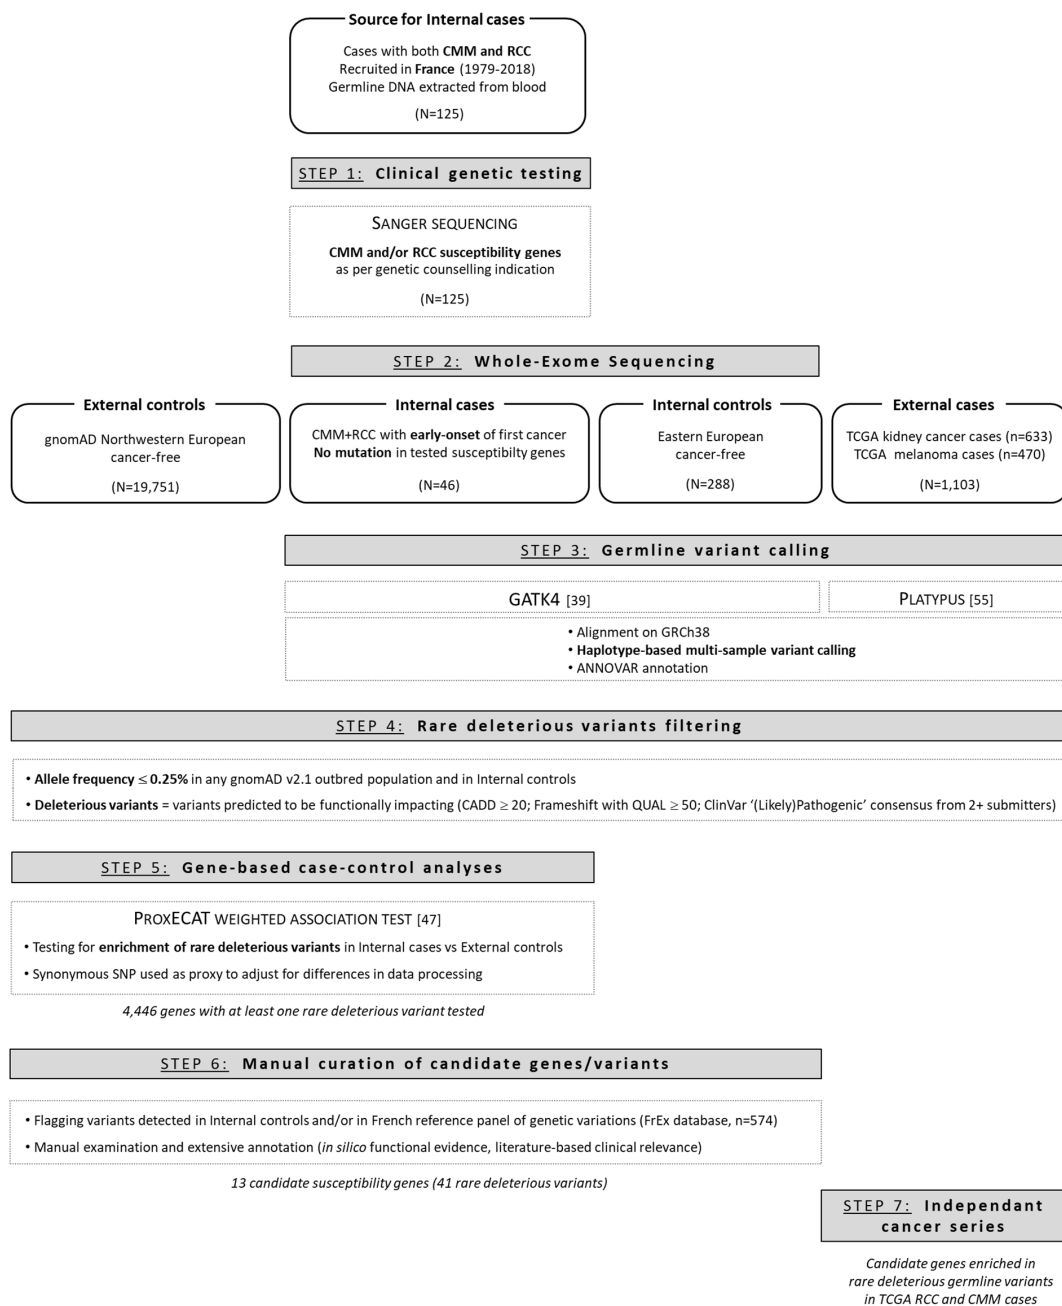 Source for Internal cases
Cases with both CMM and RCC
Recruited in France (1979-2018)
Germline DNA extracted from blood
(N=125)
STEP 1: Clinical genetic testing
SANGER SEQUENCING
CMM and/or RCC susceptibility genes
as per genetic counselling indication
(N=125)
STEP 2: Whole-Exome Sequencing
External controls
gnomAD Northwestern European
cancer-free
(N=19,751)
Internal cases
CMM+RCC with early-onset of first cancer
No mutation in tested susceptibilty genes
(N=46)
Internal controls
Eastern European
cancer-free
(N=288)
External cases
TCGA kidney cancer cases (n=633)
TCGA melanoma cases (n=470)
(N=1,103)
STEP 3: Germline variant calling
GATK4 [39]
PLATYPUS [55]
• Alignment on GRCh38
• Haplotype-based multi-sample variant calling
• ANNOVAR annotation
STEP 4: Rare deleterious variants filtering
• Allele frequency ≤ 0.25% in any gnomAD v2.1 outbred population and in Internal controls
• Deleterious variants = variants predicted to be functionally impacting (CADD ≥ 20; Frameshift with QUAL ≥ 50; ClinVar ‘(Likely)Pathogenic’ consensus from 2+ submitters)
STEP 5: Gene-based case-control analyses
PROXECAT WEIGHTED ASSOCIATION TEST [47]
• Testing for enrichment of rare deleterious variants in Internal cases vs External controls
• Synonymous SNP used as proxy to adjust for differences in data processing
4,446 genes with at least one rare deleterious variant tested
STEP 6: Manual curation of candidate genes/variants
• Flagging variants detected in Internal controls and/or in French reference panel of genetic variations (FrEx database, n=574)
• Manual examination and extensive annotation (in silico functional evidence, literature-based clinical relevance)
13 candidate susceptibility genes (41 rare deleterious variants)
STEP 7: Independant
cancer series
Candidate genes enriched in
rare deleterious germline variants
in TCGA RCC and CMM cases